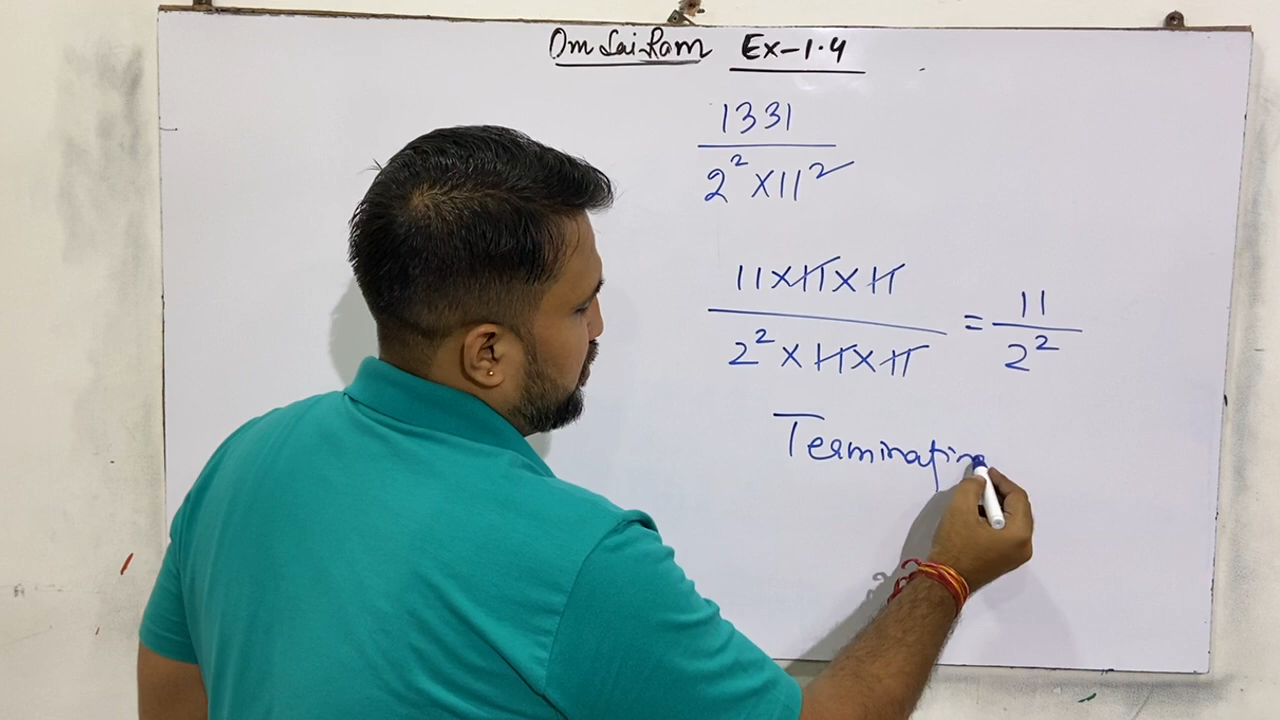 Om Sai Ram Ex-1.4
1331
2² × 11²
11 × 11 × 11
2² × 11 × 11
= 11
2²
Terminatin